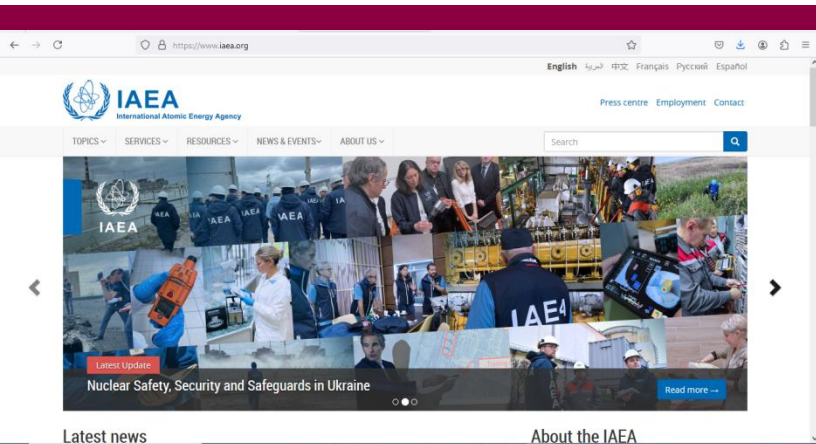 https://www.iaea.org
English العربية 中文 Français Русский Español
IAEA
International Atomic Energy Agency
Press centre Employment Contact
TOPICS SERVICES RESOURCES NEWS & EVENTS ABOUT US
Search
IAEA
IAEA
Latest Update
Nuclear Safety, Security and Safeguards in Ukraine
Read more →
Latest news
About the IAEA